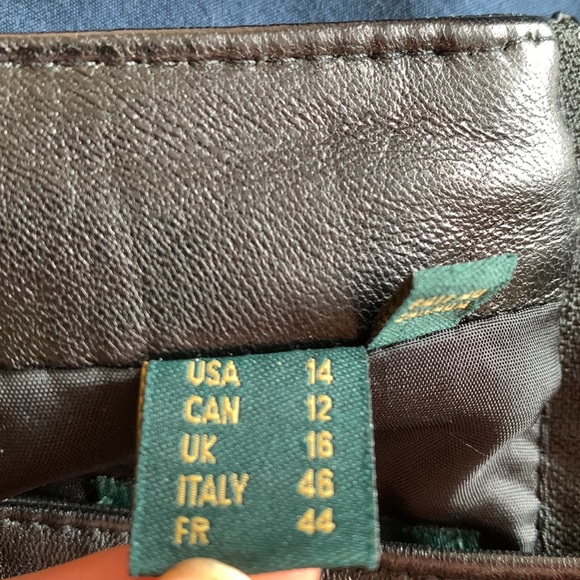 USA 14
CAN 12
UK 16
ITALY 46
FR 44